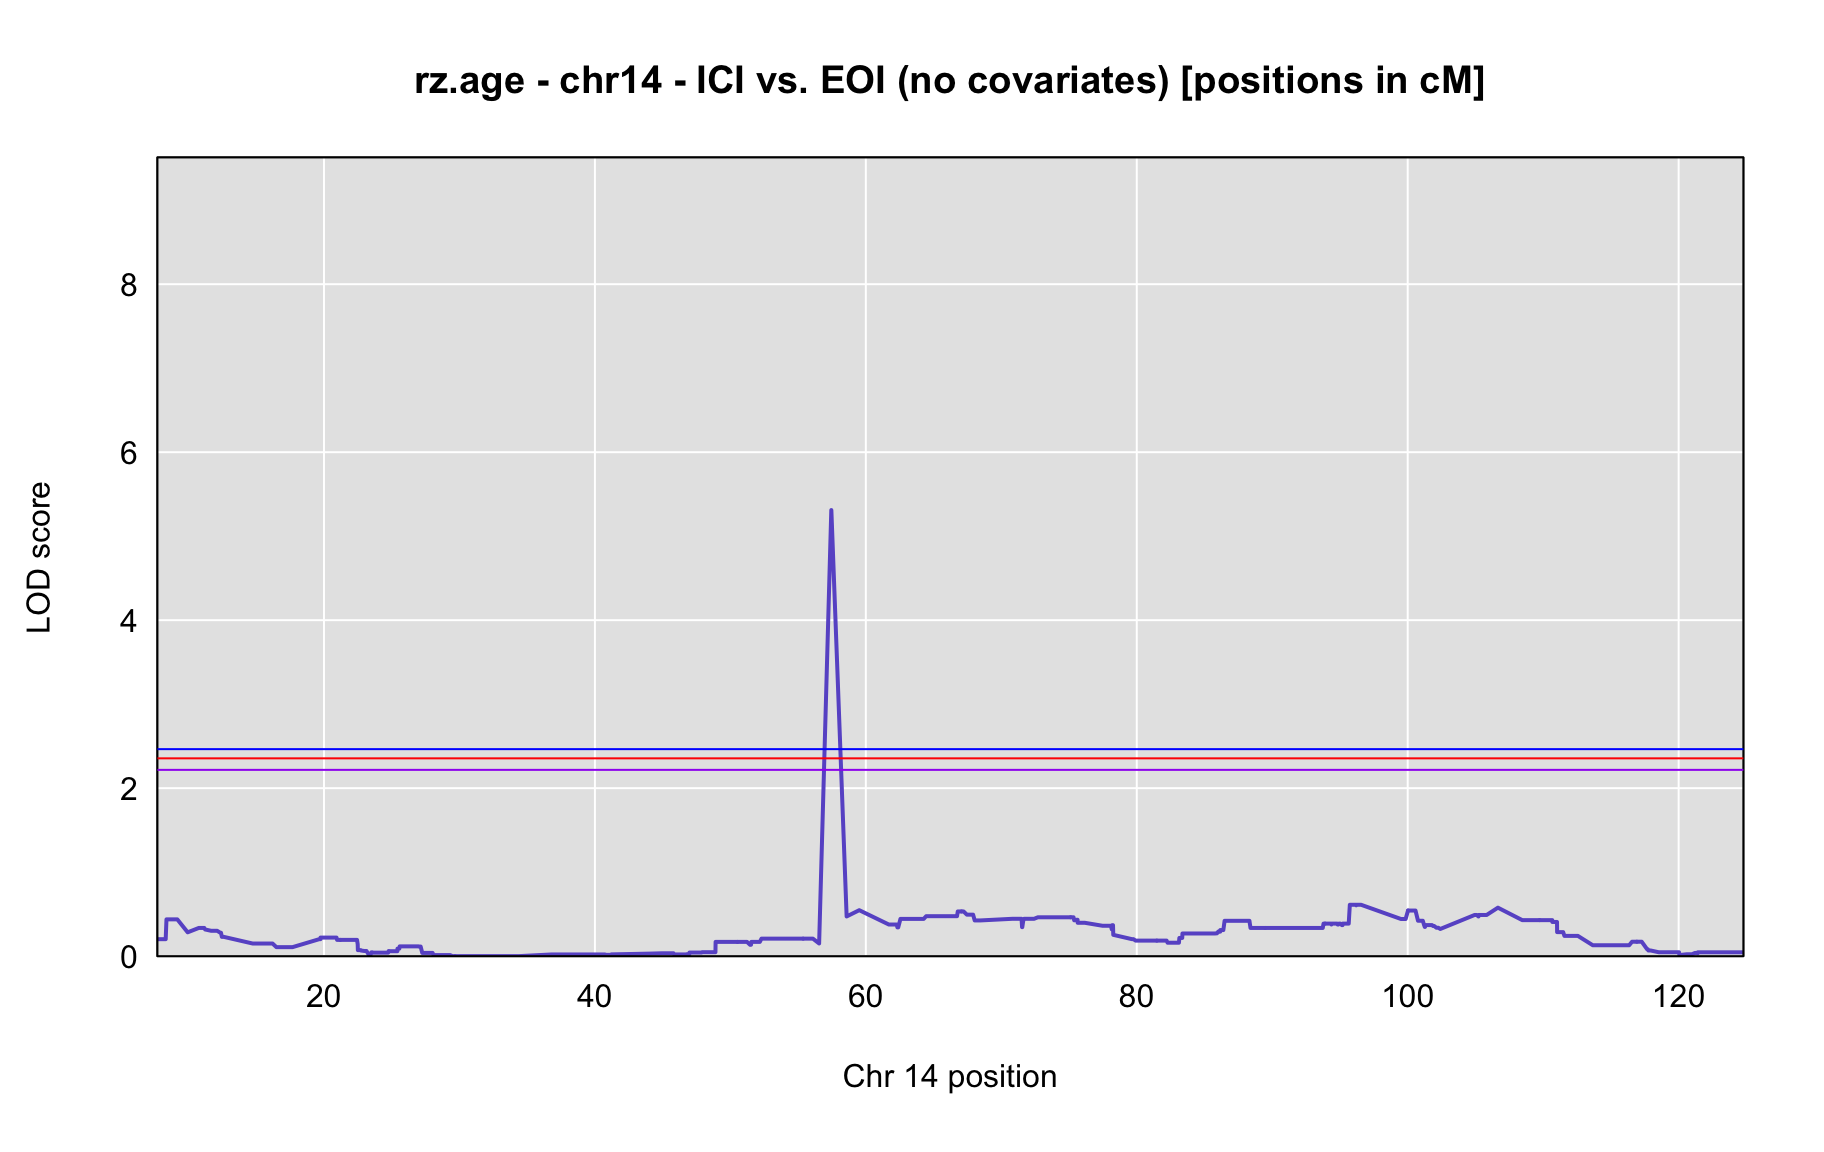 rz.age - chr14 - ICI vs. EOI (no covariates) [positions in cM]
LOD score
8
6
4
2
0
20 40 60 80 100 120
Chr 14 position